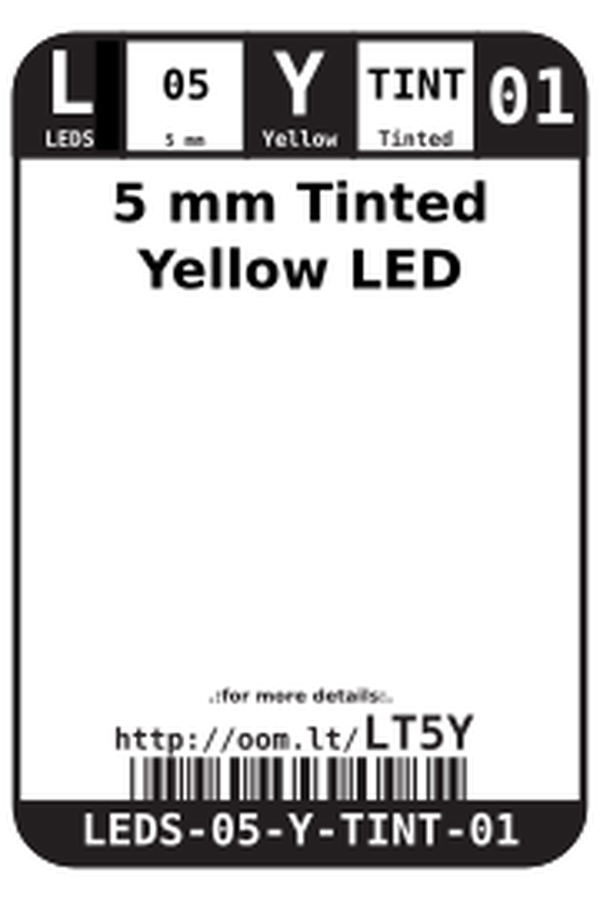 L 05 Y TINT 01
LEDS 5 mm Yellow Tinted
5 mm Tinted
Yellow LED
.:for more details:.
http://oom.lt/LT5Y
LEDS-05-Y-TINT-01